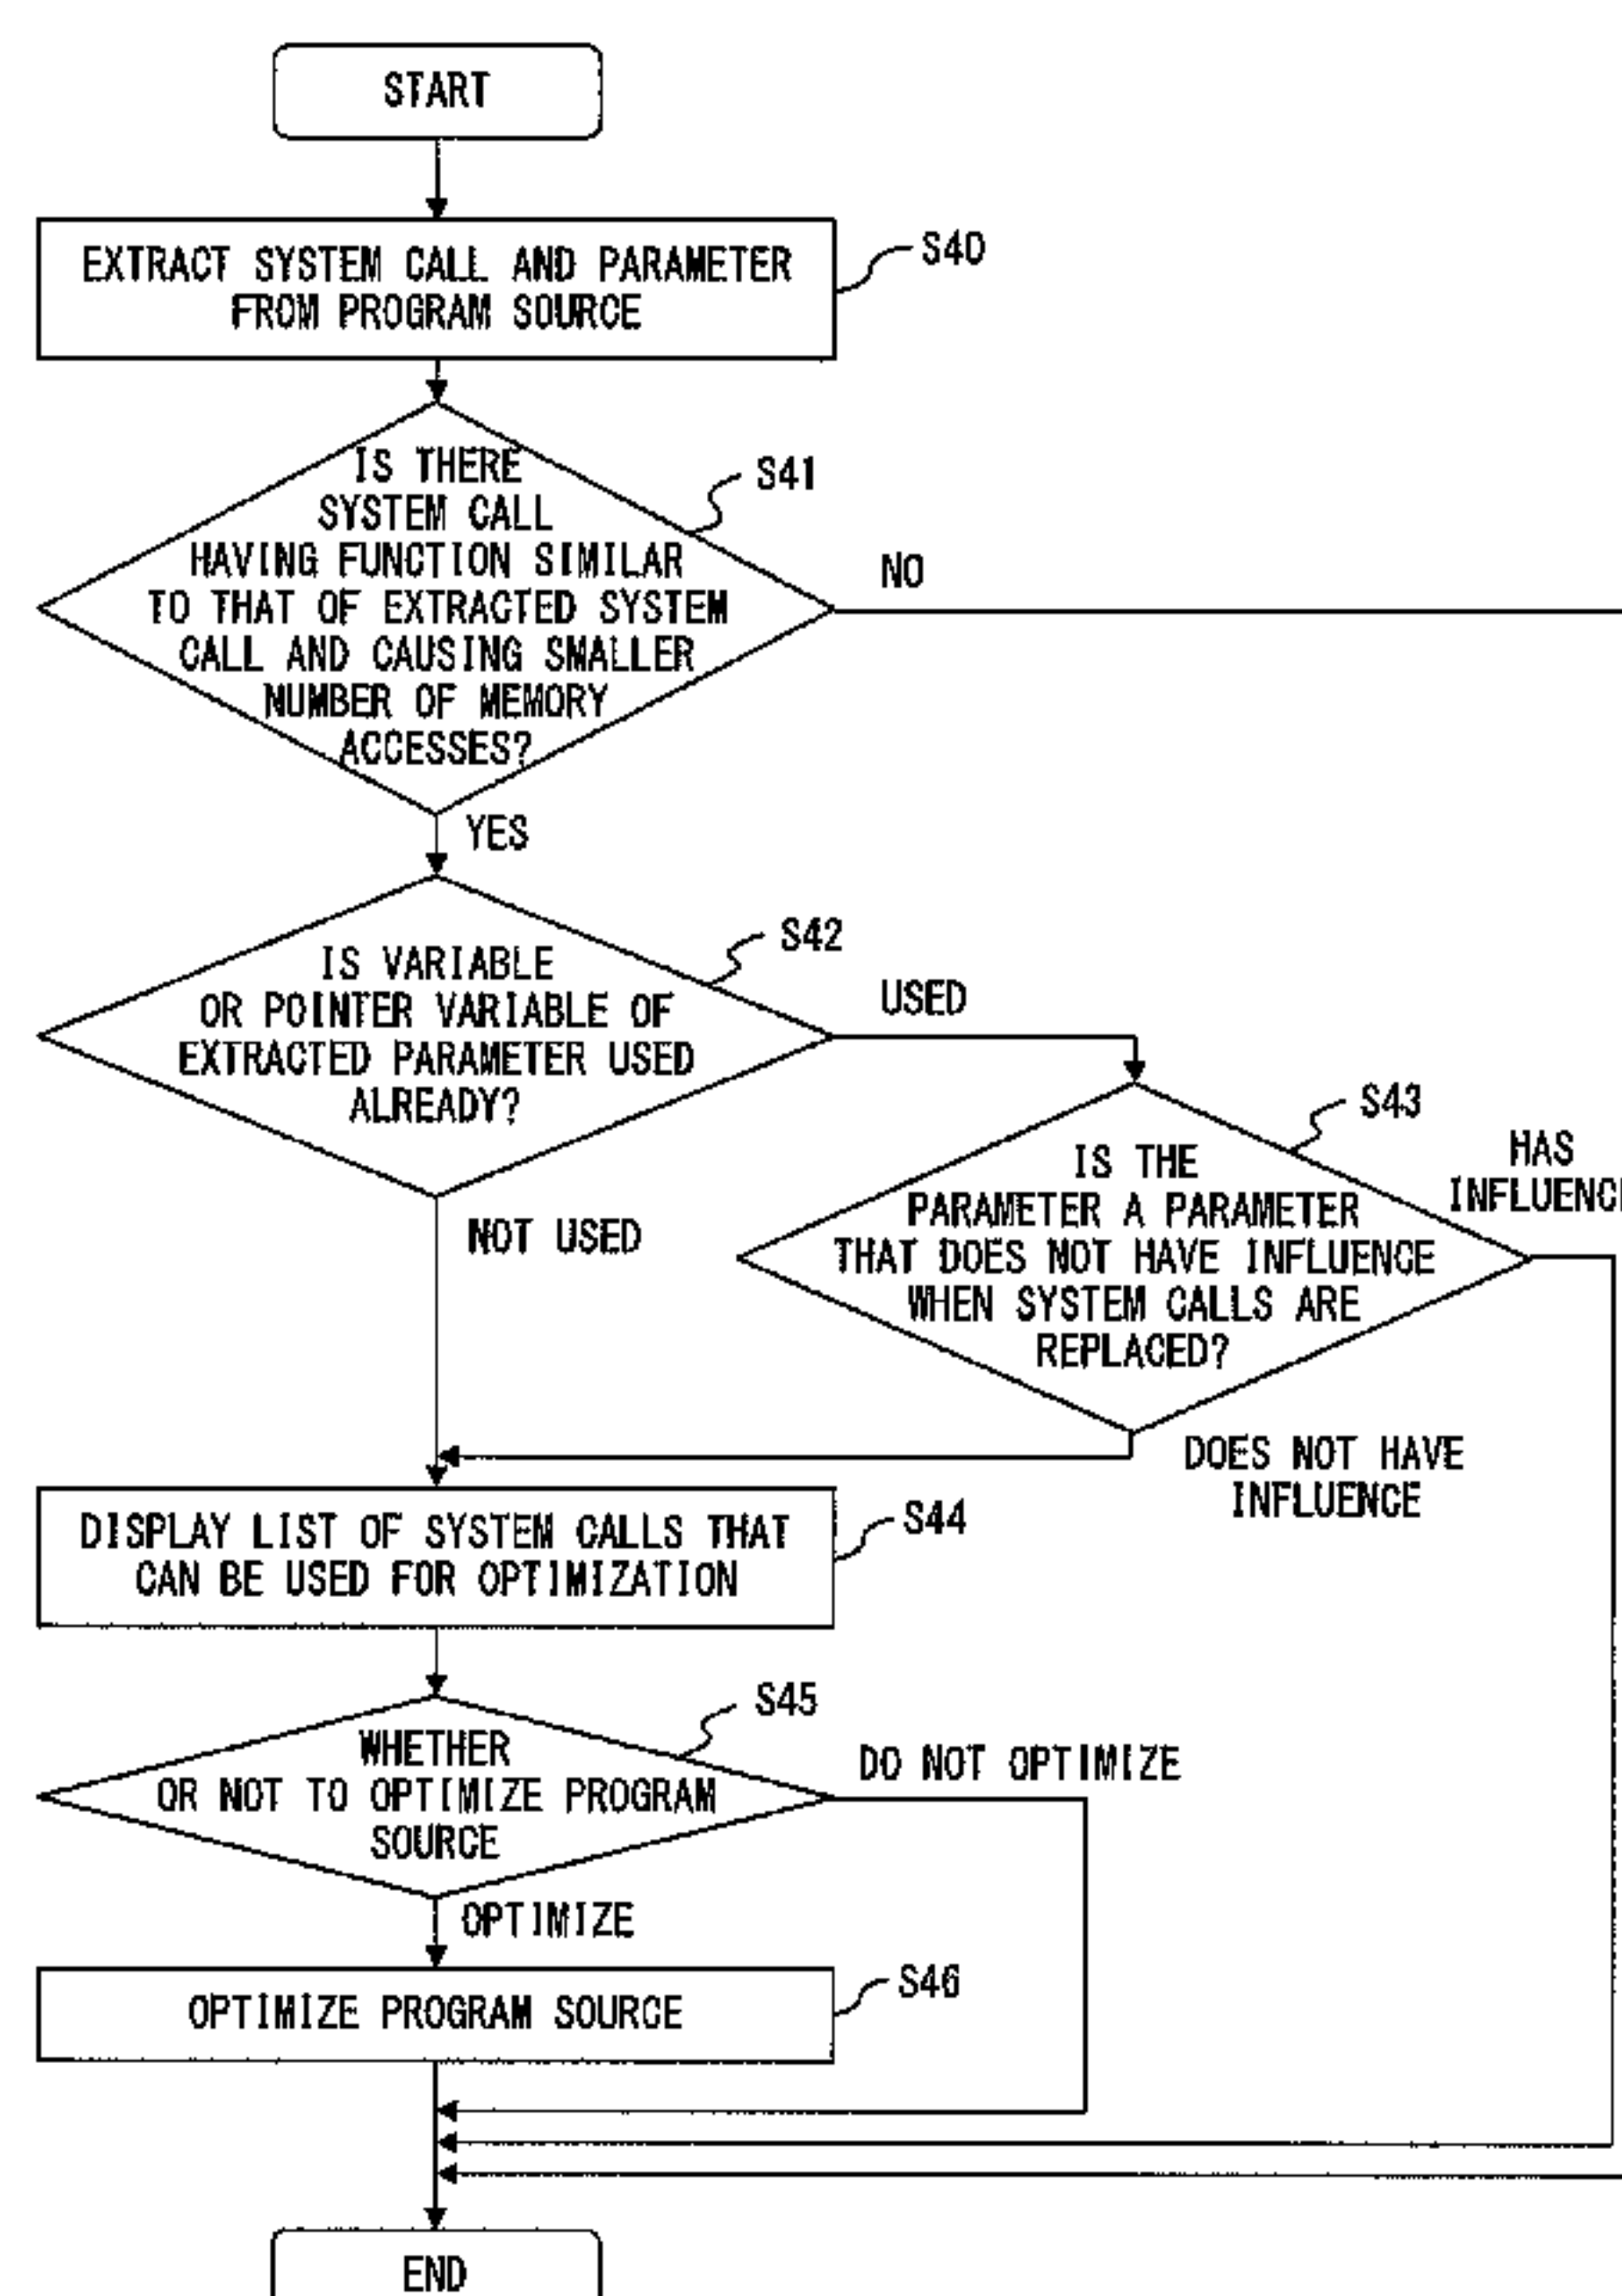 START
EXTRACT SYSTEM CALL AND PARAMETER
FROM PROGRAM SOURCE
S40
IS THERE
SYSTEM CALL
HAVING FUNCTION SIMILAR
TO THAT OF EXTRACTED SYSTEM
CALL AND CAUSING SMALLER
NUMBER OF MEMORY
ACCESSES?
S41
NO
YES
IS VARIABLE
OR POINTER VARIABLE OF
EXTRACTED PARAMETER USED
ALREADY?
S42
USED
NOT USED
IS THE
PARAMETER A PARAMETER
THAT DOES NOT HAVE INFLUENCE
WHEN SYSTEM CALLS ARE
REPLACED?
S43
HAS
INFLUENC
DOES NOT HAVE
INFLUENCE
DISPLAY LIST OF SYSTEM CALLS THAT
CAN BE USED FOR OPTIMIZATION
S44
WHETHER
OR NOT TO OPTIMIZE PROGRAM
SOURCE
S45
DO NOT OPTIMIZE
OPTIMIZE
OPTIMIZE PROGRAM SOURCE
S46
END